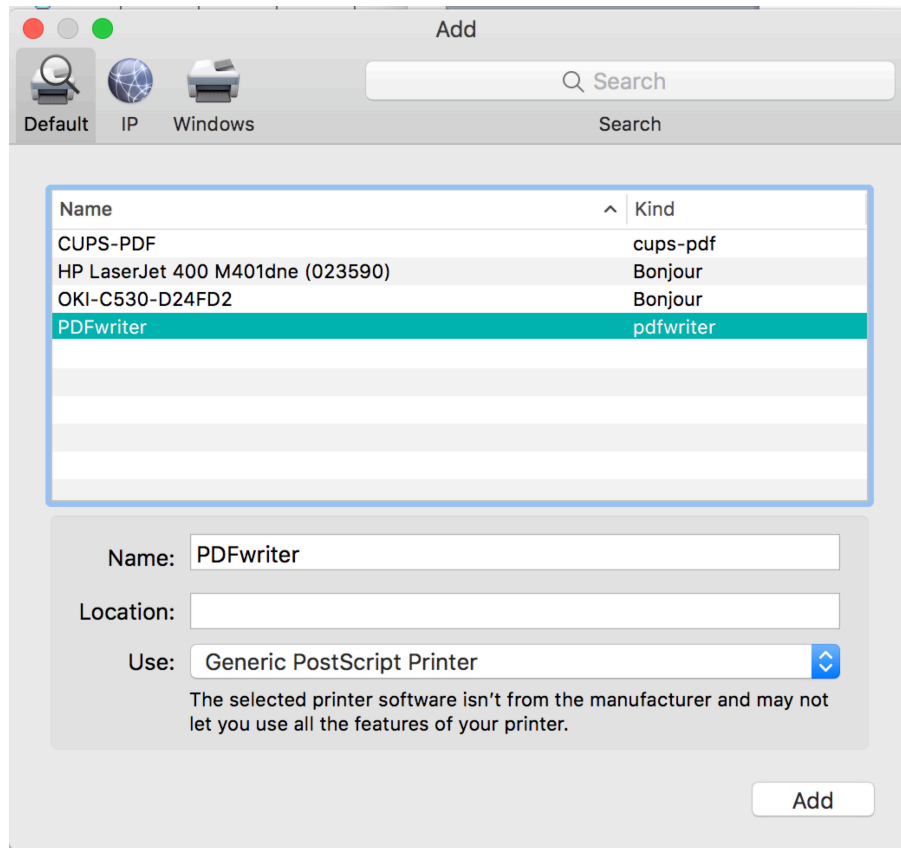 Add
Search
Default IP Windows Search
Name Kind
CUPS-PDF cups-pdf
HP LaserJet 400 M401dne (023590) Bonjour
OKI-C530-D24FD2 Bonjour
PDFwriter pdfwriter
Name: PDFwriter
Location:
Use: Generic PostScript Printer
The selected printer software isn’t from the manufacturer and may not
let you use all the features of your printer.
Add